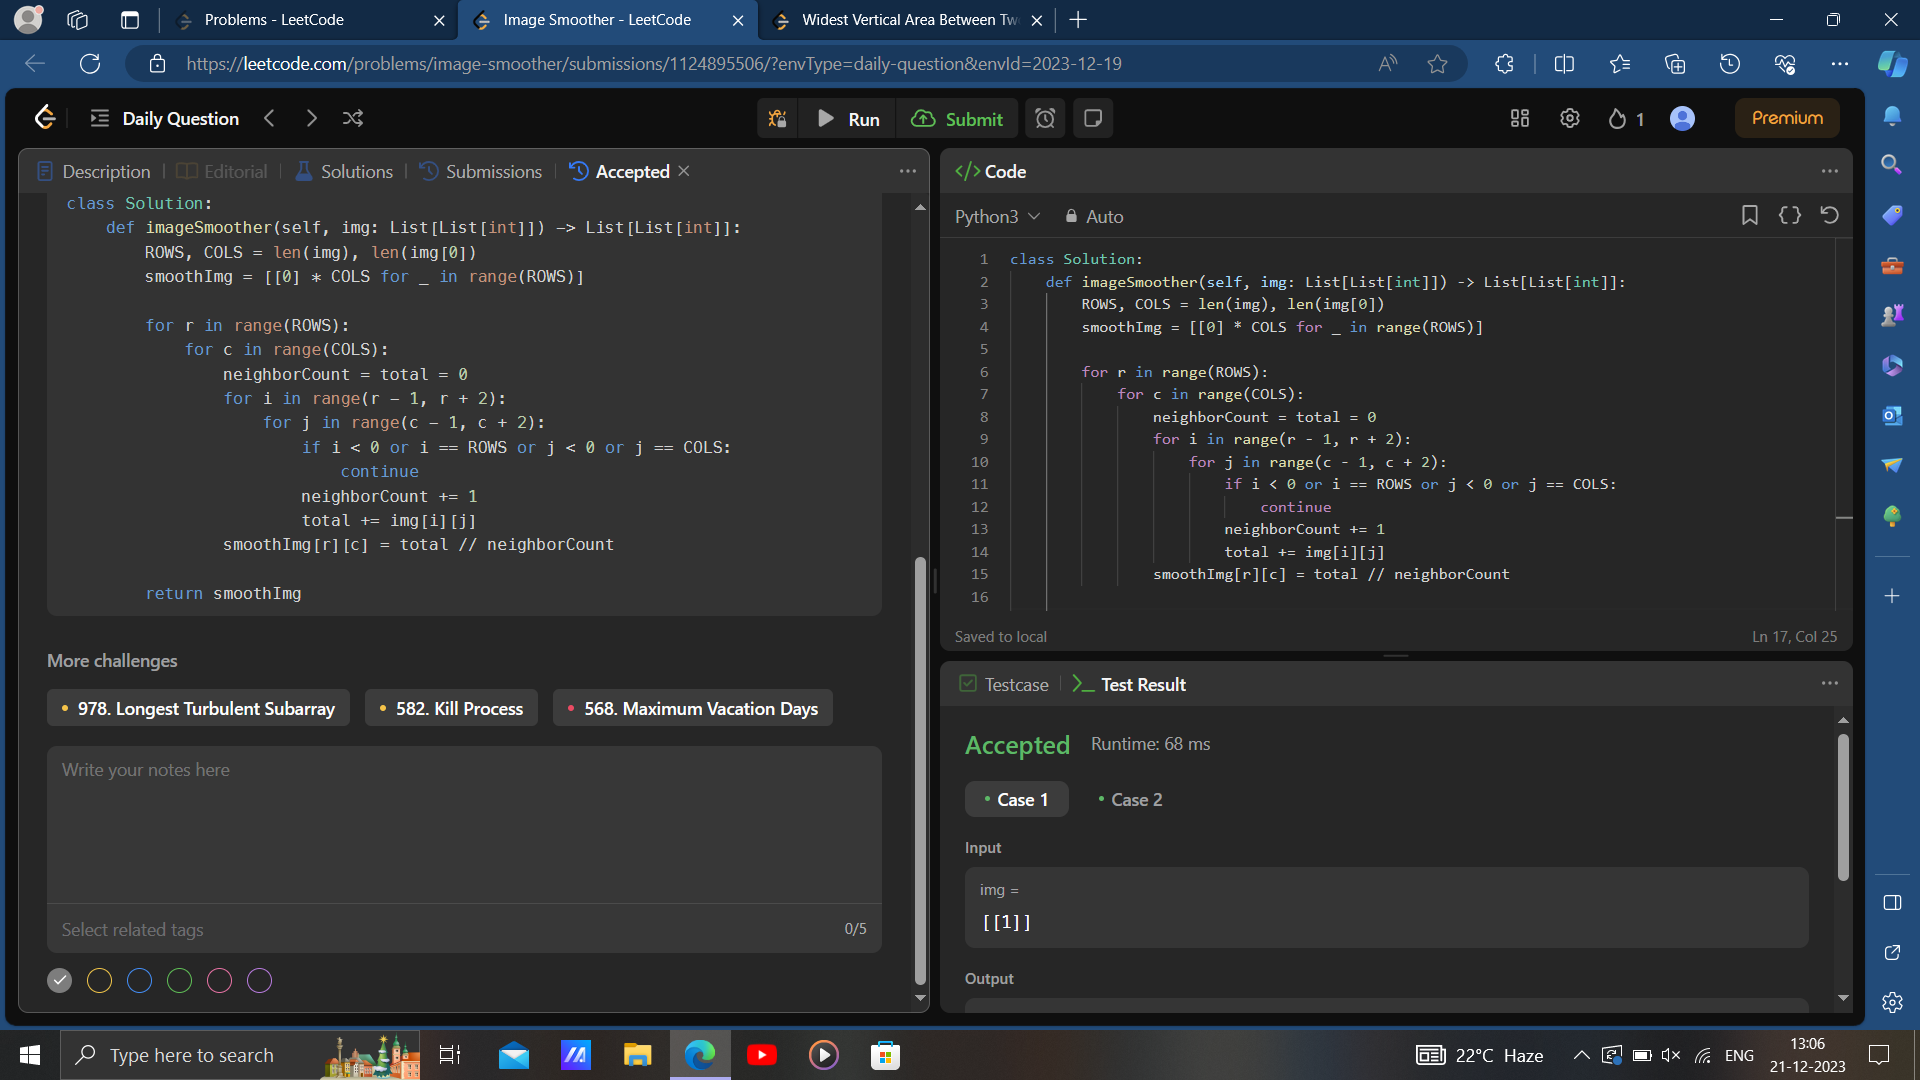 Problems - LeetCode
Image Smoother - LeetCode
Widest Vertical Area Between Tw
https://leetcode.com/problems/image-smoother/submissions/1124895506/?envType=daily-question&envId=2023-12-19
Daily Question
Run
Submit
1
Premium
Description
Editorial
Solutions
Submissions
Accepted
class Solution:
    def imageSmoother(self, img: List[List[int]]) -> List[List[int]]:
        ROWS, COLS = len(img), len(img[0])
        smoothImg = [[0] * COLS for _ in range(ROWS)]
        for r in range(ROWS):
            for c in range(COLS):
                neighborCount = total = 0
                for i in range(r - 1, r + 2):
                    for j in range(c - 1, c + 2):
                        if i < 0 or i == ROWS or j < 0 or j == COLS:
                            continue
                        neighborCount += 1
                        total += img[i][j]
                smoothImg[r][c] = total // neighborCount
        return smoothImg
More challenges
978. Longest Turbulent Subarray
582. Kill Process
568. Maximum Vacation Days
Write your notes here
Select related tags
0/5
</> Code
Python3
Auto
1 class Solution:
2     def imageSmoother(self, img: List[List[int]]) -> List[List[int]]:
3         ROWS, COLS = len(img), len(img[0])
4         smoothImg = [[0] * COLS for _ in range(ROWS)]
5
6         for r in range(ROWS):
7             for c in range(COLS):
8                 neighborCount = total = 0
9                 for i in range(r - 1, r + 2):
10                     for j in range(c - 1, c + 2):
11                         if i < 0 or i == ROWS or j < 0 or j == COLS:
12                             continue
13                         neighborCount += 1
14                         total += img[i][j]
15                 smoothImg[r][c] = total // neighborCount
16
Saved to local
Ln 17, Col 25
Testcase
Test Result
Accepted
Runtime: 68 ms
Case 1
Case 2
Input
img =
[[1]]
Output
Type here to search
22°C Haze
ENG
13:06
21-12-2023